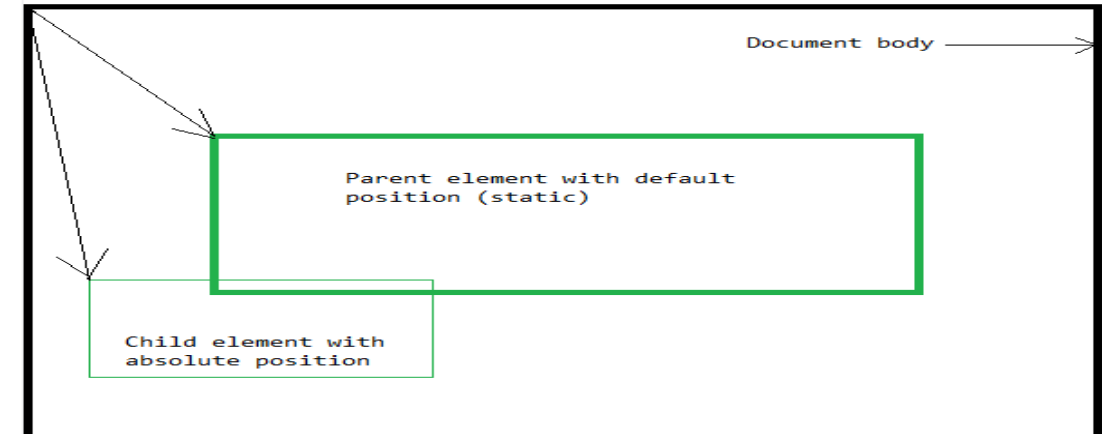 Document body
Parent element with default
position (static)
Child element with
absolute position